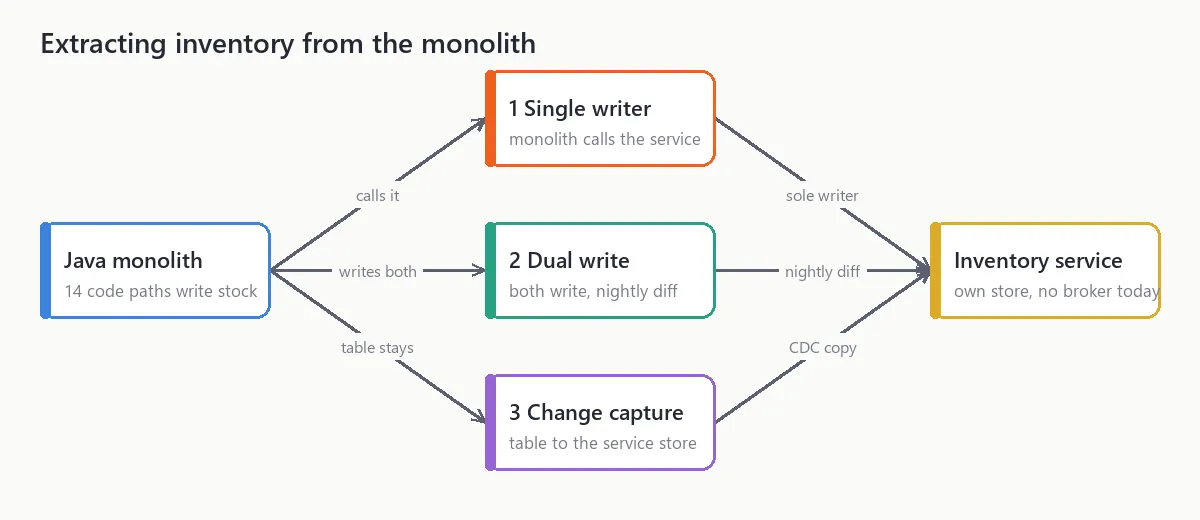 Extracting inventory from the monolith
1 Single writer
monolith calls the service
calls it
sole writer
Java monolith
14 code paths write stock
writes both
2 Dual write
both write, nightly diff
nightly diff
Inventory service
own store, no broker today
table stays
CDC copy
3 Change capture
table to the service store